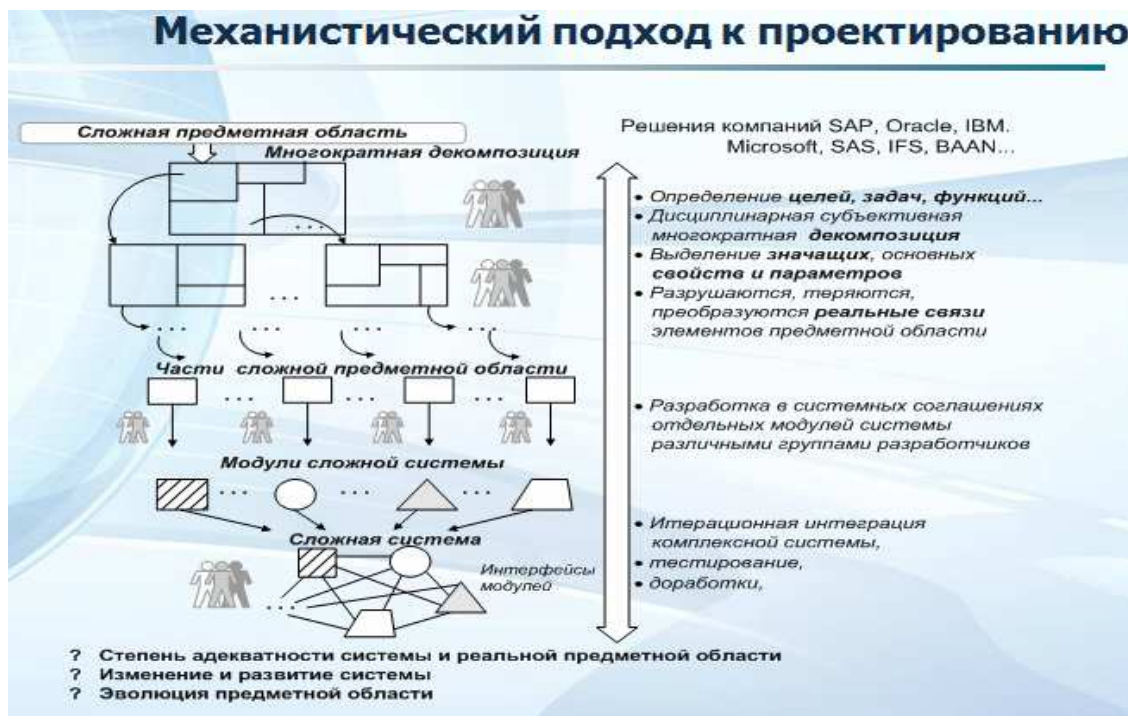 Механистический подход к проектированию
Сложная предметная область
Многократная декомпозиция
...
...
...
...
...
...
Части сложной предметной области
...
...
...
Модули сложной системы
...
...
...
Сложная система
Интерфейсы
модулей
...
Решения компаний SAP, Oracle, IBM.
Microsoft, SAS, IFS, BAAN...
• Определение целей, задач, функций...
• Дисциплинарная субъективная
многократная декомпозиция
• Выделение значащих, основных
свойств и параметров
• Разрушаются, теряются,
преобразуются реальные связи
элементов предметной области
• Разработка в системных соглашениях
отдельных модулей системы
различными группами разработчиков
• Итерационная интеграция
комплексной системы,
• тестирование,
• доработки,
? Степень адекватности системы и реальной предметной области
? Изменение и развитие системы
? Эволюция предметной области